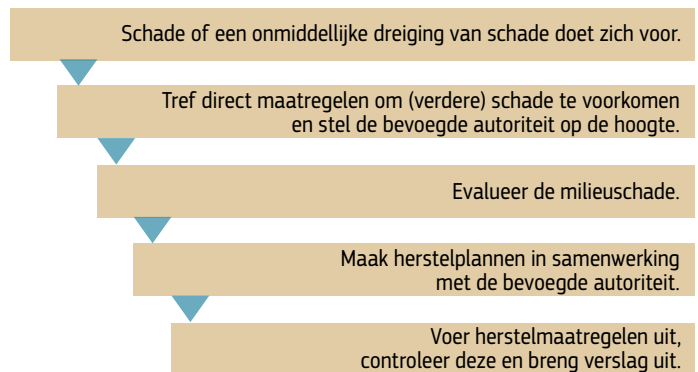 Schade of een onmiddellijke dreiging van schade doet zich voor.
Tref direct maatregelen om (verdere) schade te voorkomen
en stel de bevoegde autoriteit op de hoogte.
Evalueer de milieuschade.
Maak herstelplannen in samenwerking
met de bevoegde autoriteit.
Voer herstelmaatregelen uit,
controleer deze en breng verslag uit.